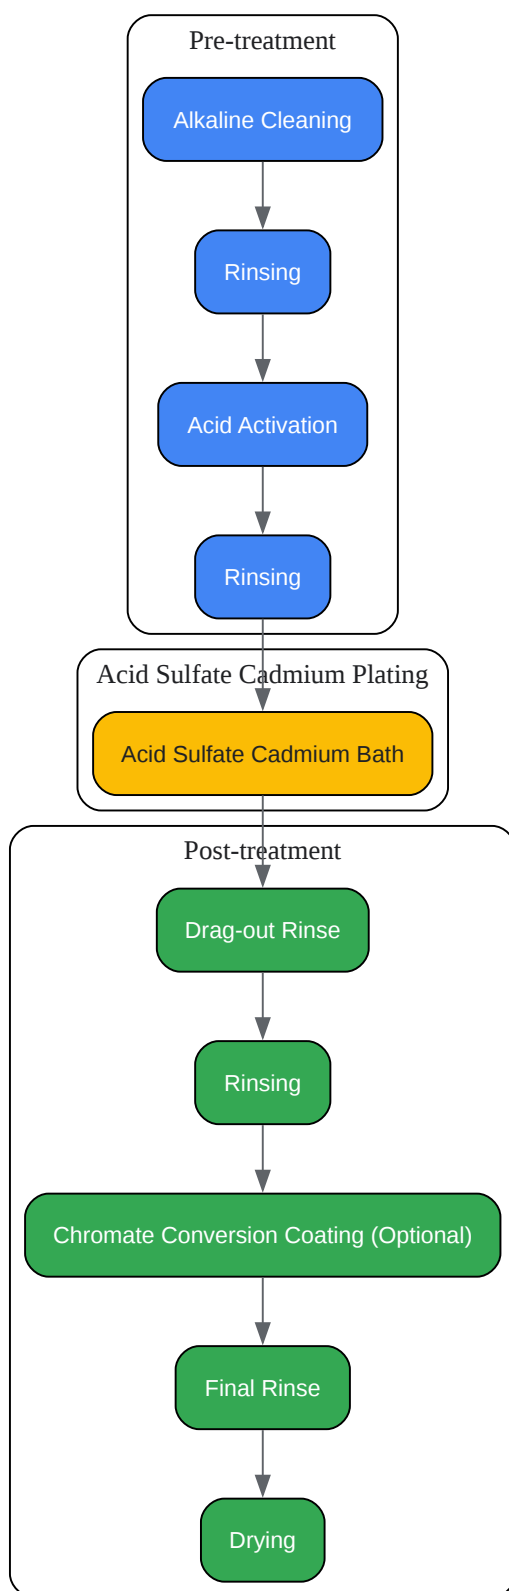 Pre-treatment
Alkaline Cleaning
Rinsing
Acid Activation
Rinsing
Acid Sulfate Cadmium Plating
Acid Sulfate Cadmium Bath
Post-treatment
Drag-out Rinse
Rinsing
Chromate Conversion Coating (Optional)
Final Rinse
Drying